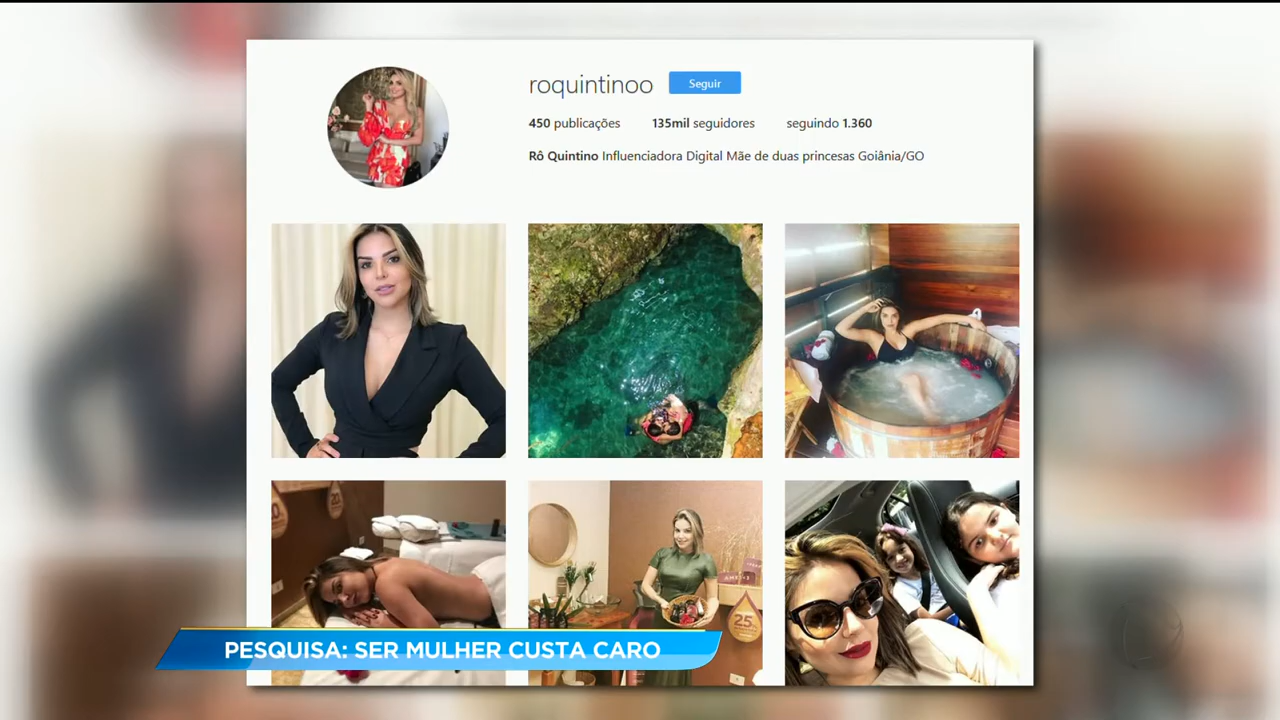 roquintinoo Seguir
450 publicações 135mil seguidores seguindo 1.360
Rô Quintino Influenciadora Digital Mãe de duas princesas Goiânia/GO
25
PESQUISA: SER MULHER CUSTA CARO